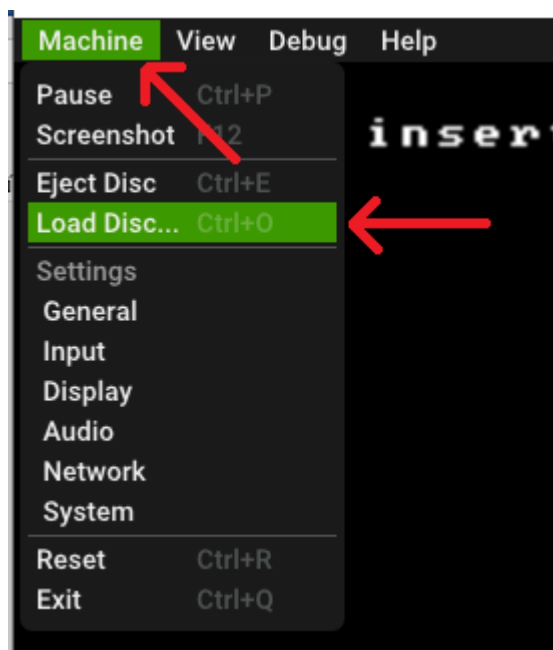 Machine View Debug Help
Pause Ctrl+P
Screenshot F12
inser
Eject Disc Ctrl+E
Load Disc... Ctrl+O
Settings
General
Input
Display
Audio
Network
System
Reset Ctrl+R
Exit Ctrl+Q